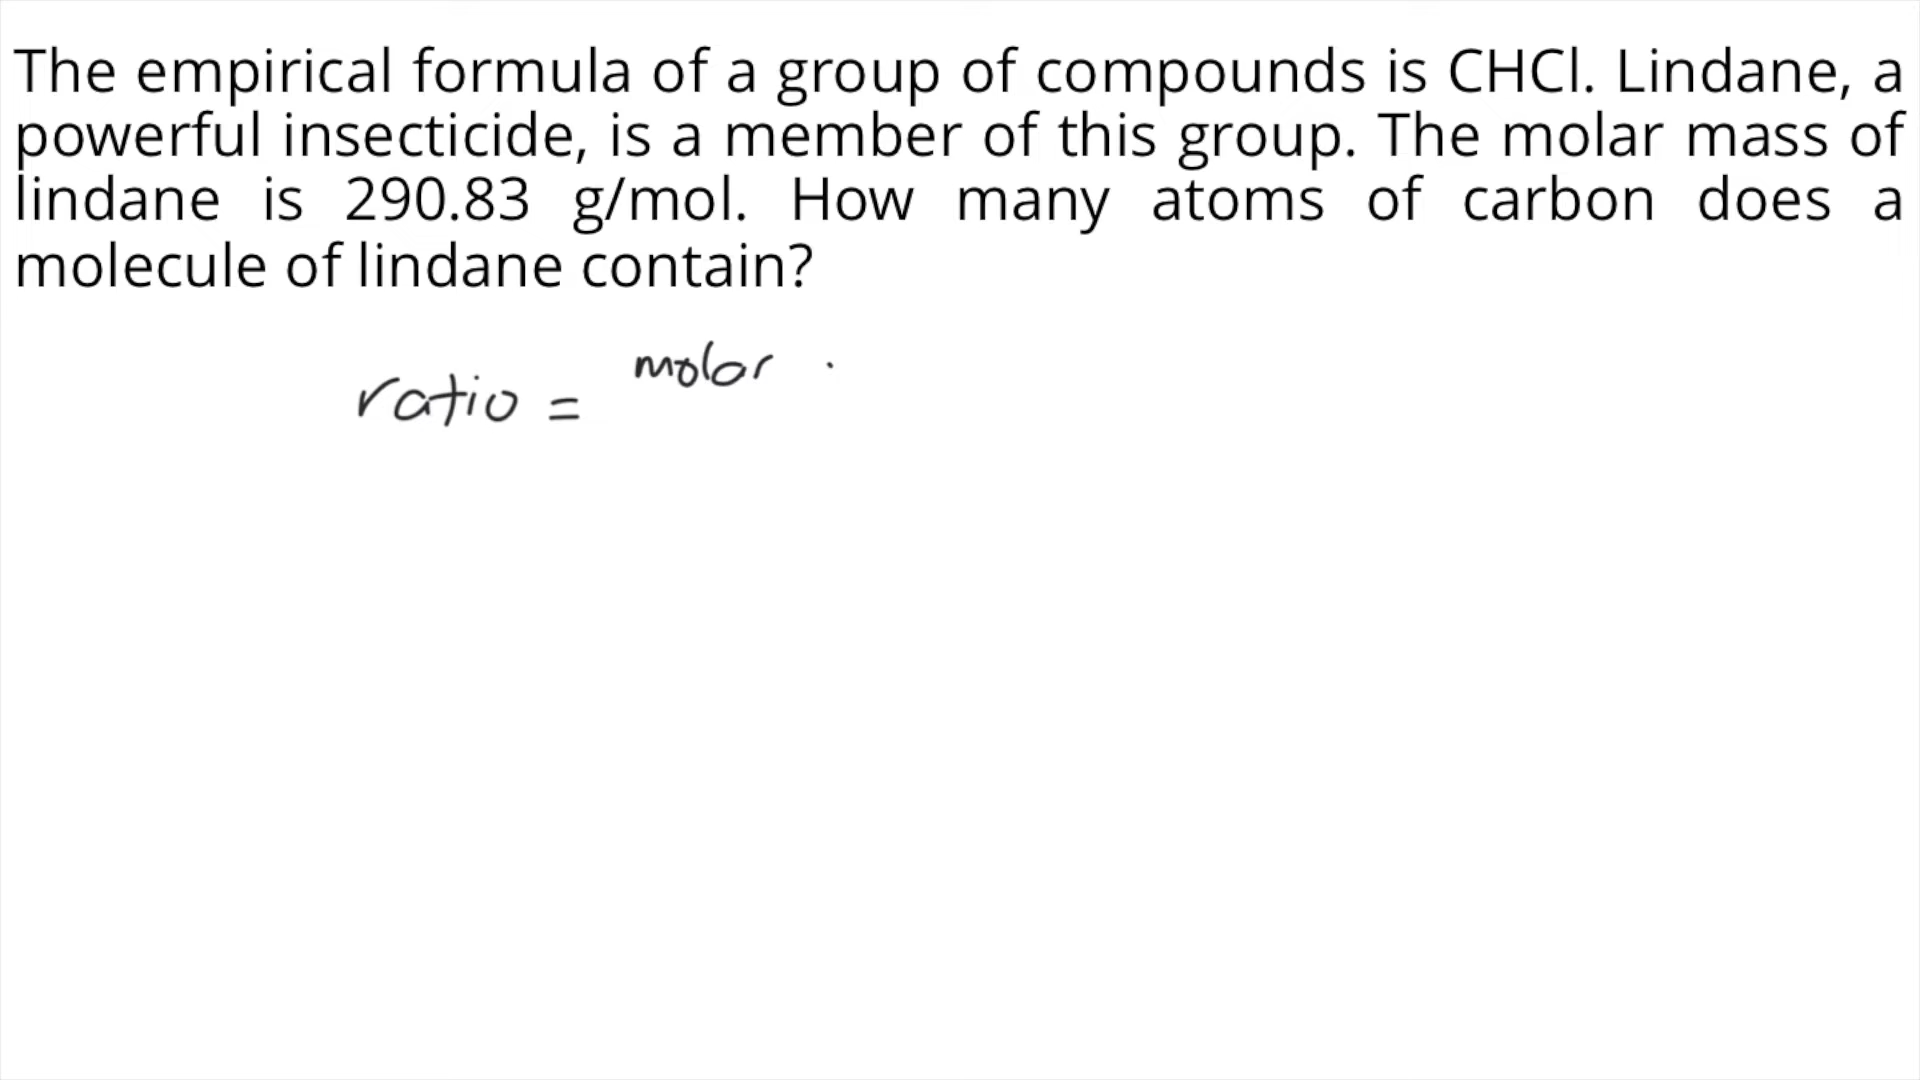 The empirical formula of a group of compounds is CHCl. Lindane, a
powerful insecticide, is a member of this group. The molar mass of
lindane is 290.83 g/mol. How many atoms of carbon does a
molecule of lindane contain?
molar
ratio =